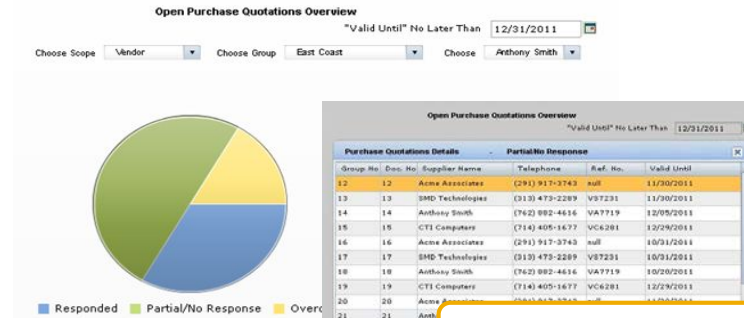 Open Purchase Quotations Overview
"Valid Until" No Later Than 12/31/2011
Choose Scope Vendor Choose Group East Coast Choose Anthony Smith
Responded Partial/No Response
Open Purchase Quotations Overview
"Valid Until" No Later Than 12/31/2011
Purchase Quotations Details - Partial/No Response
Group No Doc. No Supplier Name Telephone Ref. No. Valid Until
12 12 Acme Associates (291) 917-3743 null 11/30/2011
13 13 SMD Technologies (313) 473-2289 VS7231 11/30/2011
14 14 Anthony Smith (762) 882-4616 VA7719 12/05/2011
15 15 CTI Computers (714) 405-1677 VC6281 12/29/2011
16 16 Acme Associates (291) 917-3743 null 10/31/2011
17 17 SMD Technologies (313) 473-2289 VS7231 10/31/2011
18 18 Anthony Smith (762) 882-4616 VA7719 10/20/2011
19 19 CTI Computers (714) 405-1677 VC6281 12/29/2011
20 20 Acme
21 21